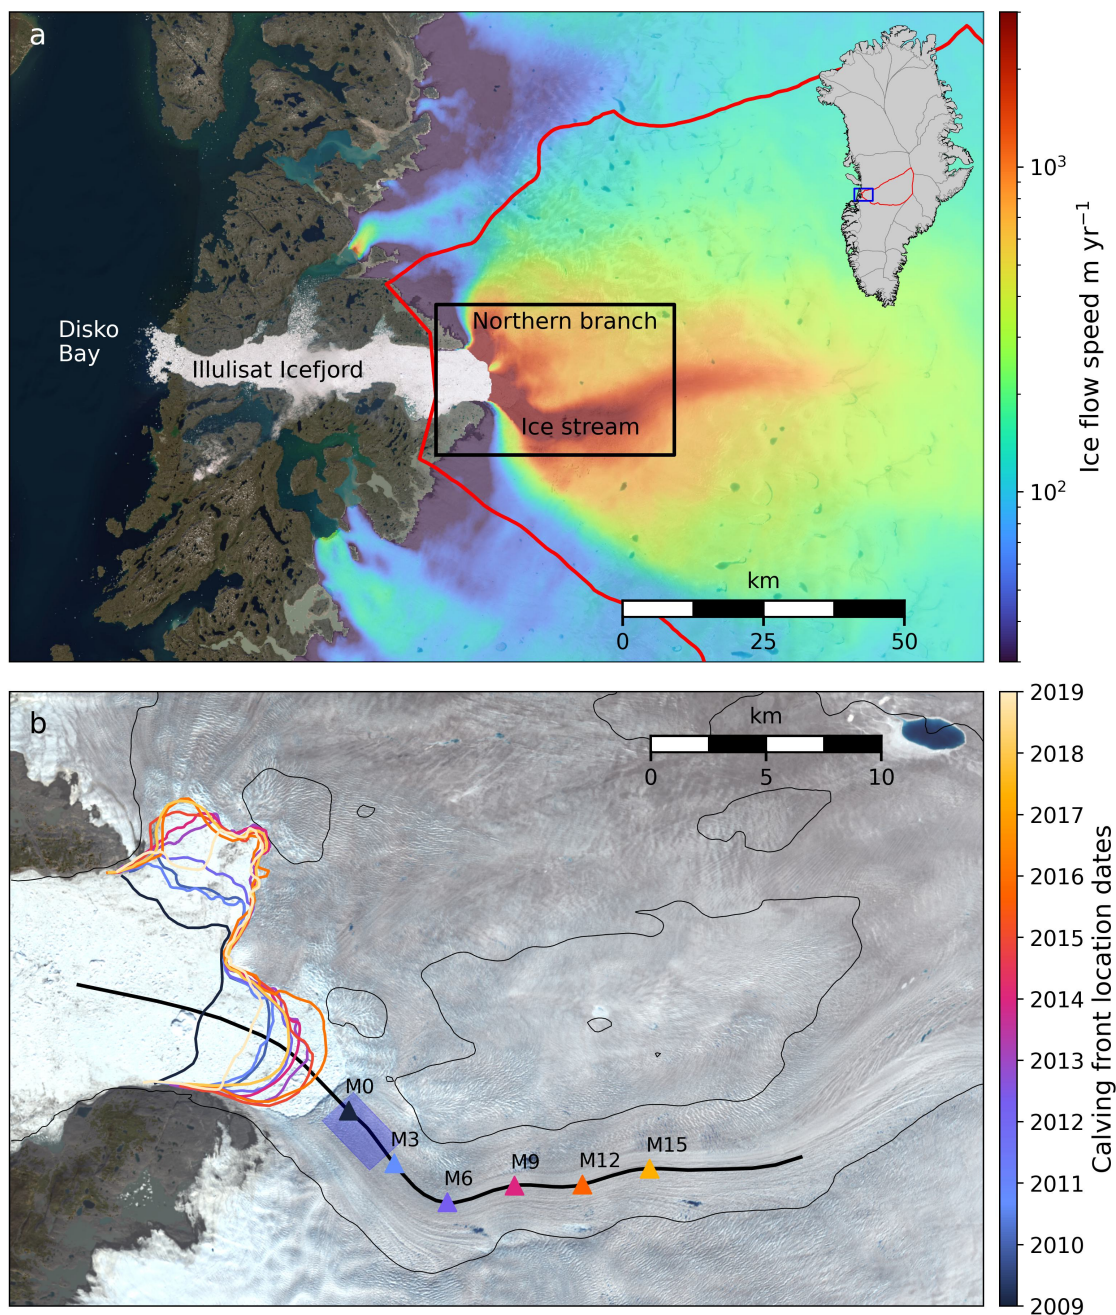 a
Northern branch
Disko
Bay
Illulisat Icefjord
Ice stream
km
0 25 50
10³
10²
Ice flow speed m yr⁻¹
b
km
0 5 10
M0
M3
M6
M9
M12
M15
2019
2018
2017
2016
2015
2014
2013
2012
2011
2010
2009
Calving front location dates